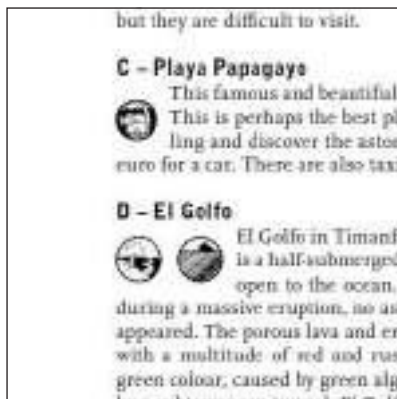 but they are difficult to visit.
C – Playa Papagayo
This famous and beautiful
This is perhaps the best pl
ling and discover the aston
euro for a car. There are also taxi
D – El Golfo
El Golfo in Timanf
is a half-submerged
open to the ocean.
during a massive eruption, no as
appeared. The porous lava and er
with a multitude of red and rus
green colour, caused by green alg